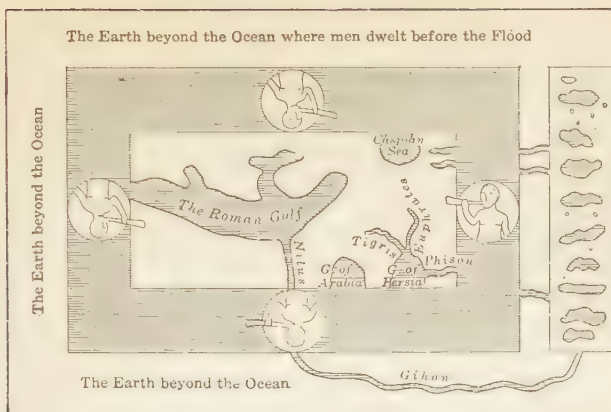 The Earth beyond the Ocean where men dwelt before the Flood
The Earth beyond the Ocean
Caspian
Sea
The Roman Gulf
Euphrates
Tigris
Nilus
Phison
G. of
Arabia
G. of
Persia
Gihon
The Earth beyond the Ocean